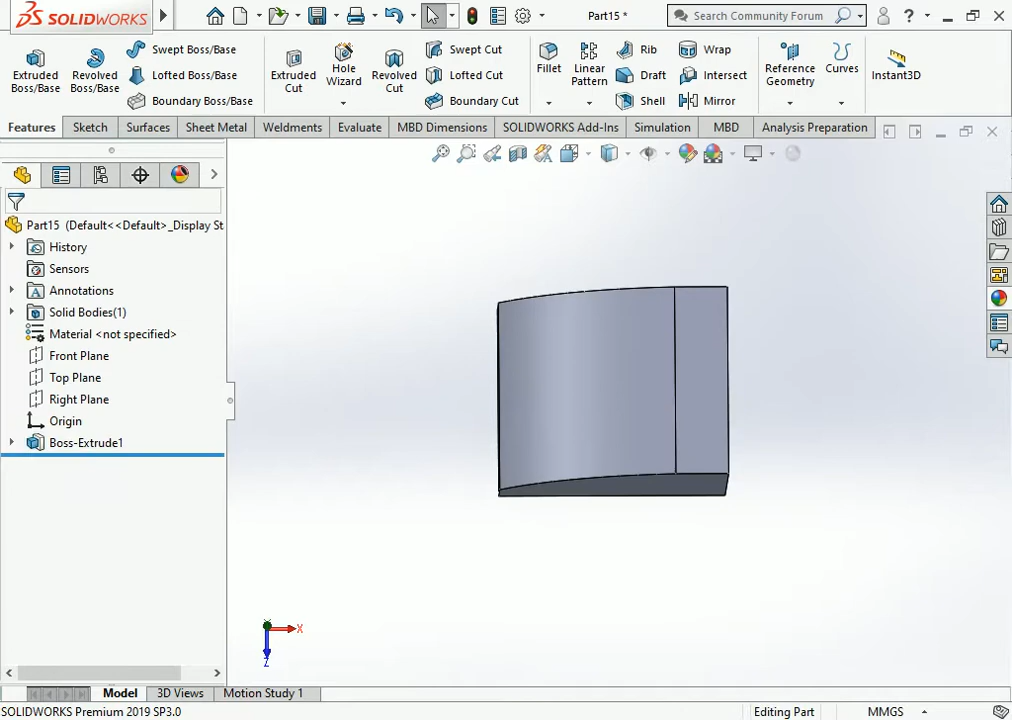 SOLIDWORKS
Part15 *
Search Community Forum
?
Extruded Boss/Base
Revolved Boss/Base
Swept Boss/Base
Lofted Boss/Base
Boundary Boss/Base
Extruded Cut
Hole Wizard
Revolved Cut
Swept Cut
Lofted Cut
Boundary Cut
Fillet
Linear Pattern
Rib
Draft
Shell
Wrap
Intersect
Mirror
Reference Geometry
Curves
Instant3D
Features
Sketch
Surfaces
Sheet Metal
Weldments
Evaluate
MBD Dimensions
SOLIDWORKS Add-Ins
Simulation
MBD
Analysis Preparation
Part15 (Default<<Default>_Display St
History
Sensors
Annotations
Solid Bodies(1)
Material <not specified>
Front Plane
Top Plane
Right Plane
Origin
Boss-Extrude1
X
Z
Model
3D Views
Motion Study 1
SOLIDWORKS Premium 2019 SP3.0
Editing Part
MMGS